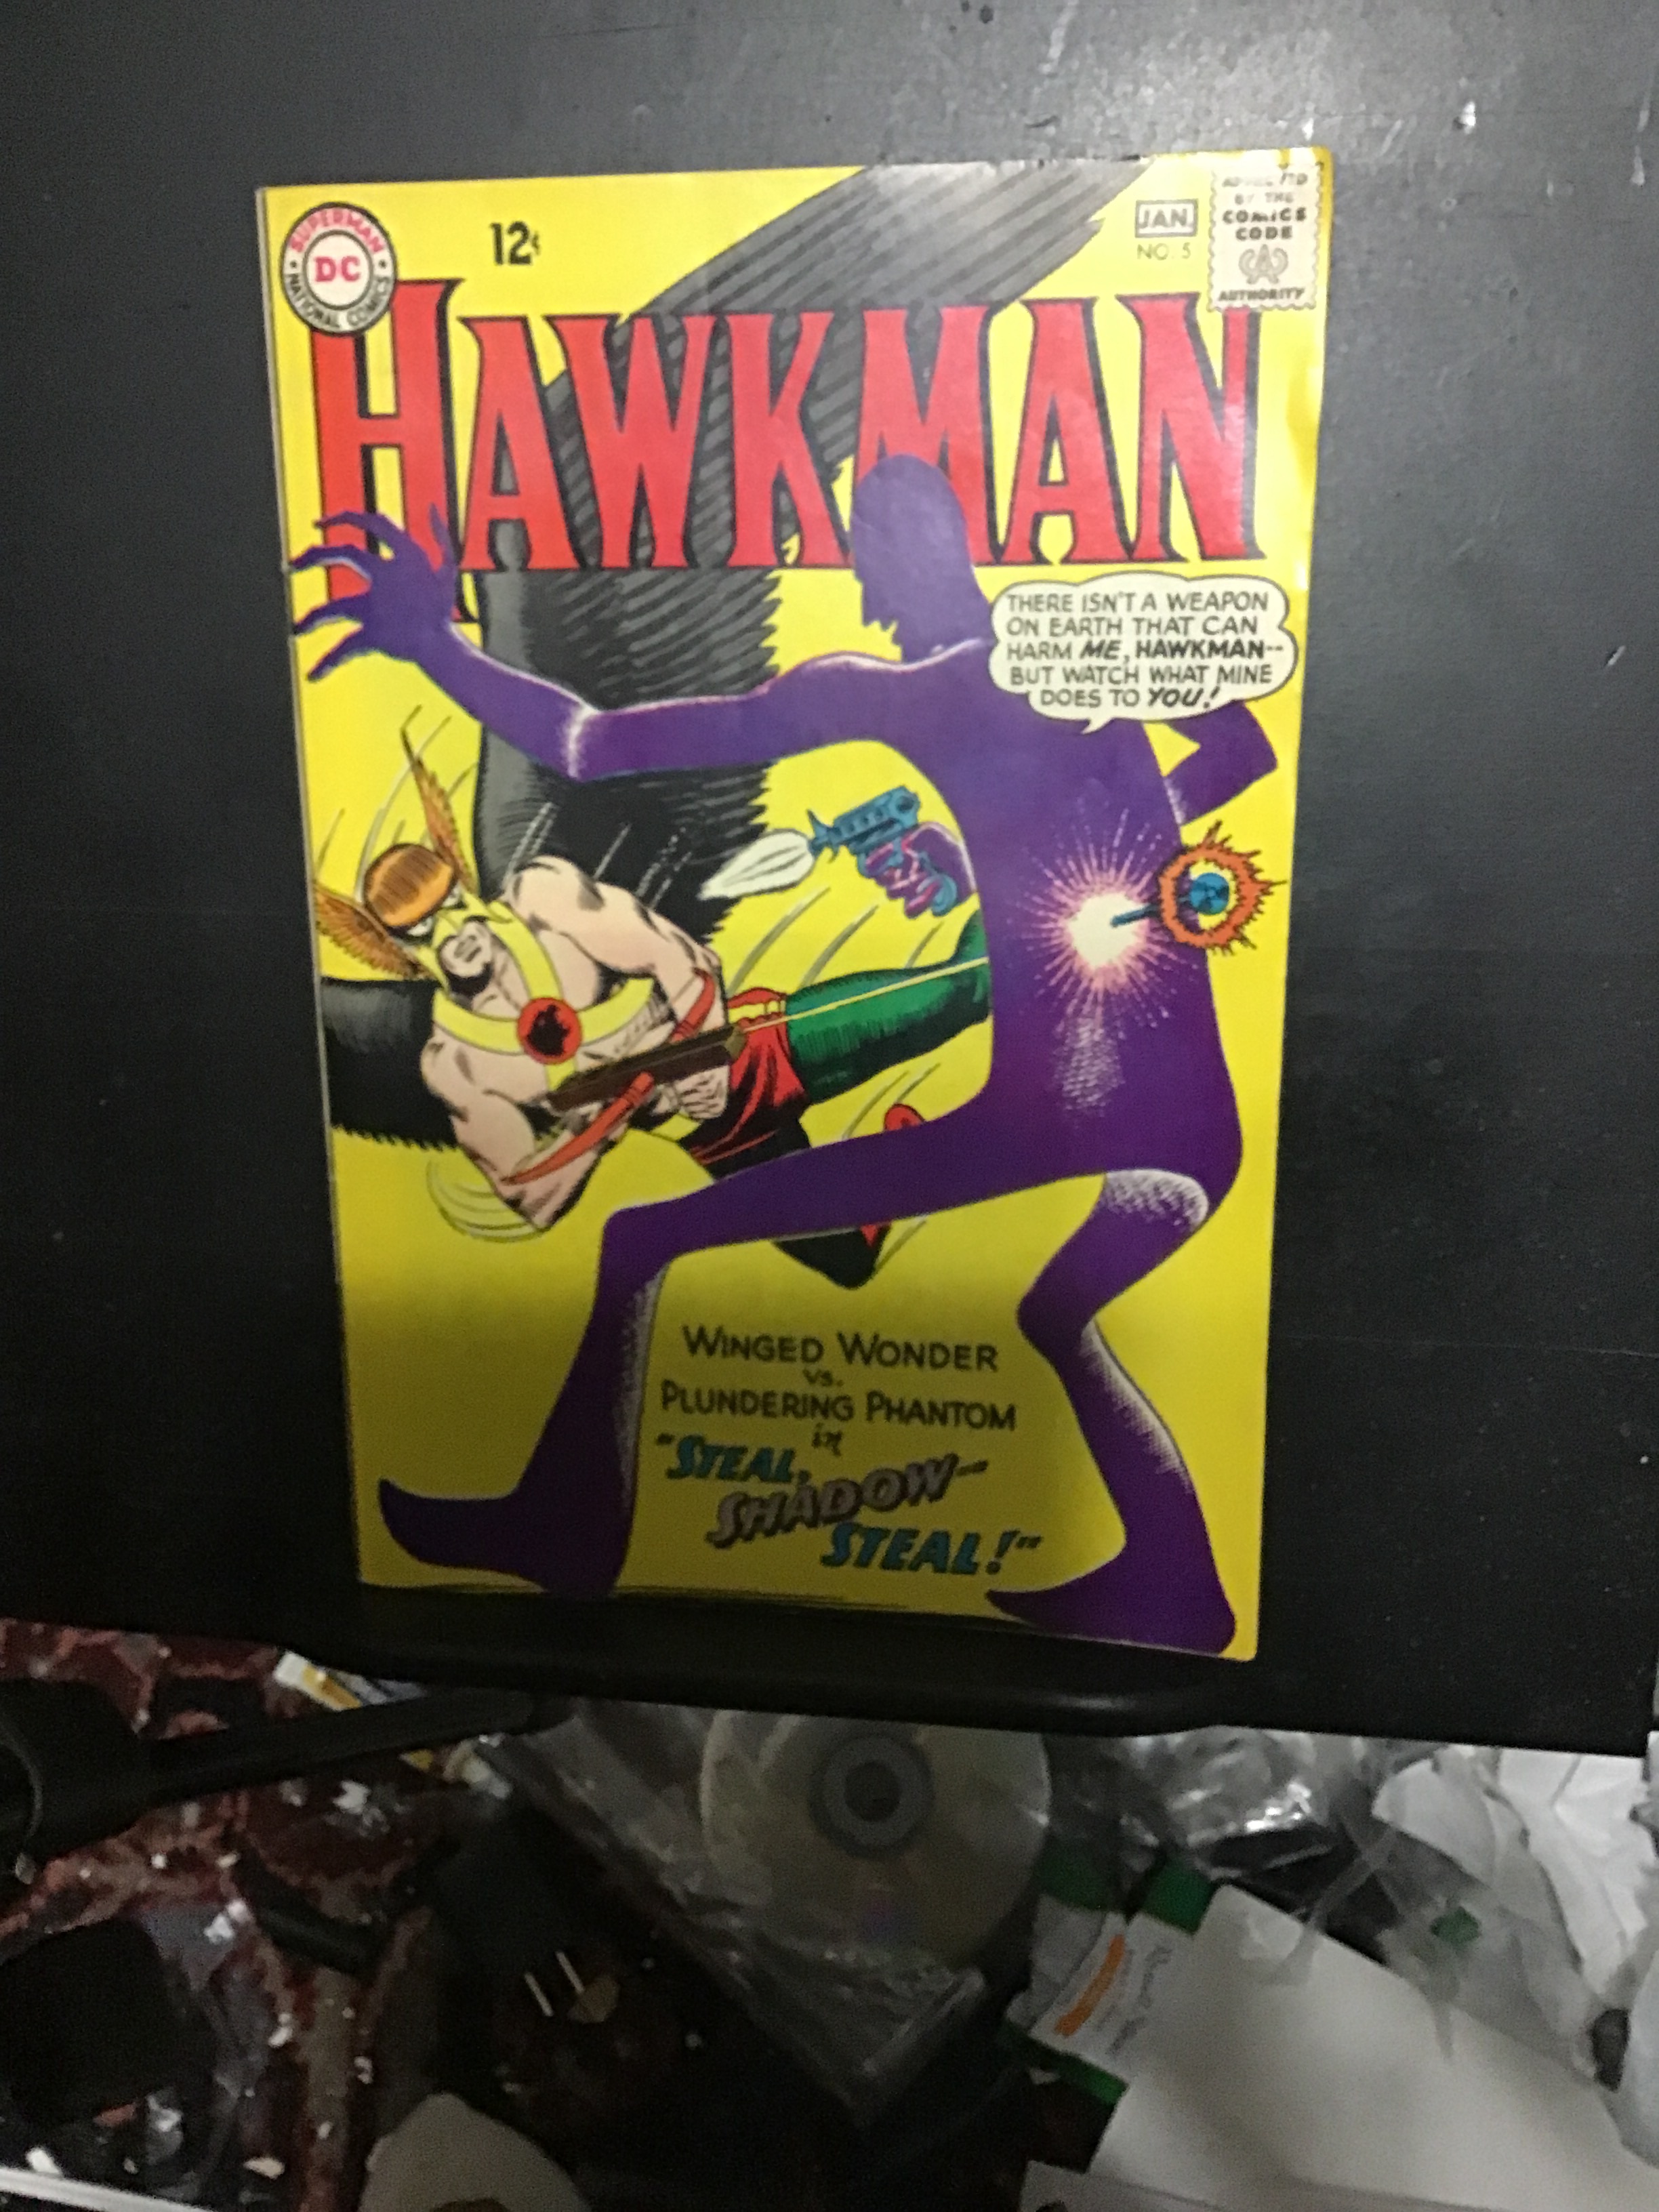 SUPERMAN
DC
NATIONAL COMICS
12¢
JAN.
NO. 5
APPROVED
BY THE
COMICS
CODE
AUTHORITY
HAWKMAN
THERE ISN'T A WEAPON
ON EARTH THAT CAN
HARM ME, HAWKMAN--
BUT WATCH WHAT MINE
DOES TO YOU!
WINGED WONDER
VS.
PLUNDERING PHANTOM
in
"STEAL,
SHADOW--
STEAL!"